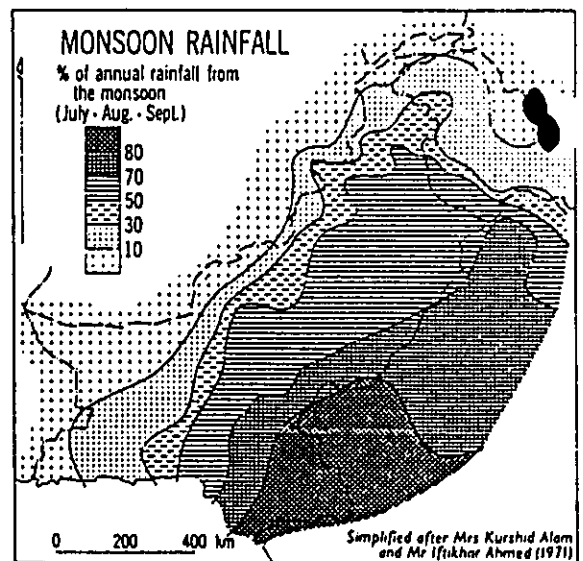 MONSOON RAINFALL
% of annual rainfall from
the monsoon
(July - Aug. - Sept.)
80
70
50
30
10
0 200 400 km
Simplified after Mrs Kurshid Alam
and Mr Iftikhar Ahmed (1971)